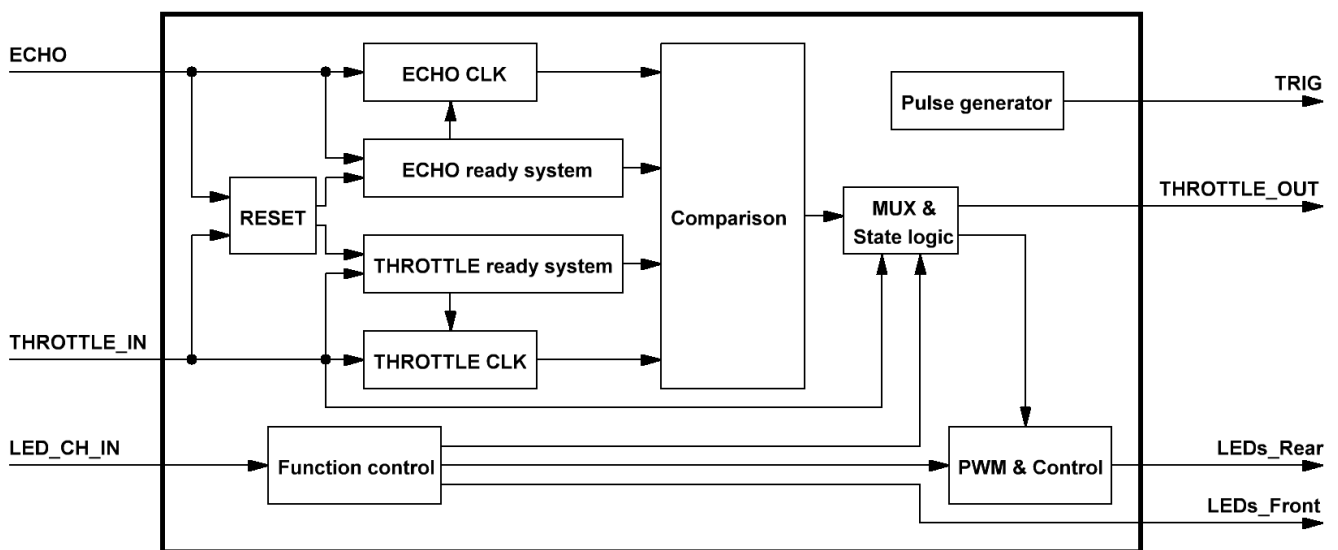 ECHO
ECHO CLK
TRIG
Pulse generator
ECHO ready system
RESET
THROTTLE_OUT
MUX &
State logic
Comparison
THROTTLE ready system
THROTTLE_IN
THROTTLE CLK
LED_CH_IN
Function control
PWM & Control
LEDs_Rear
LEDs_Front